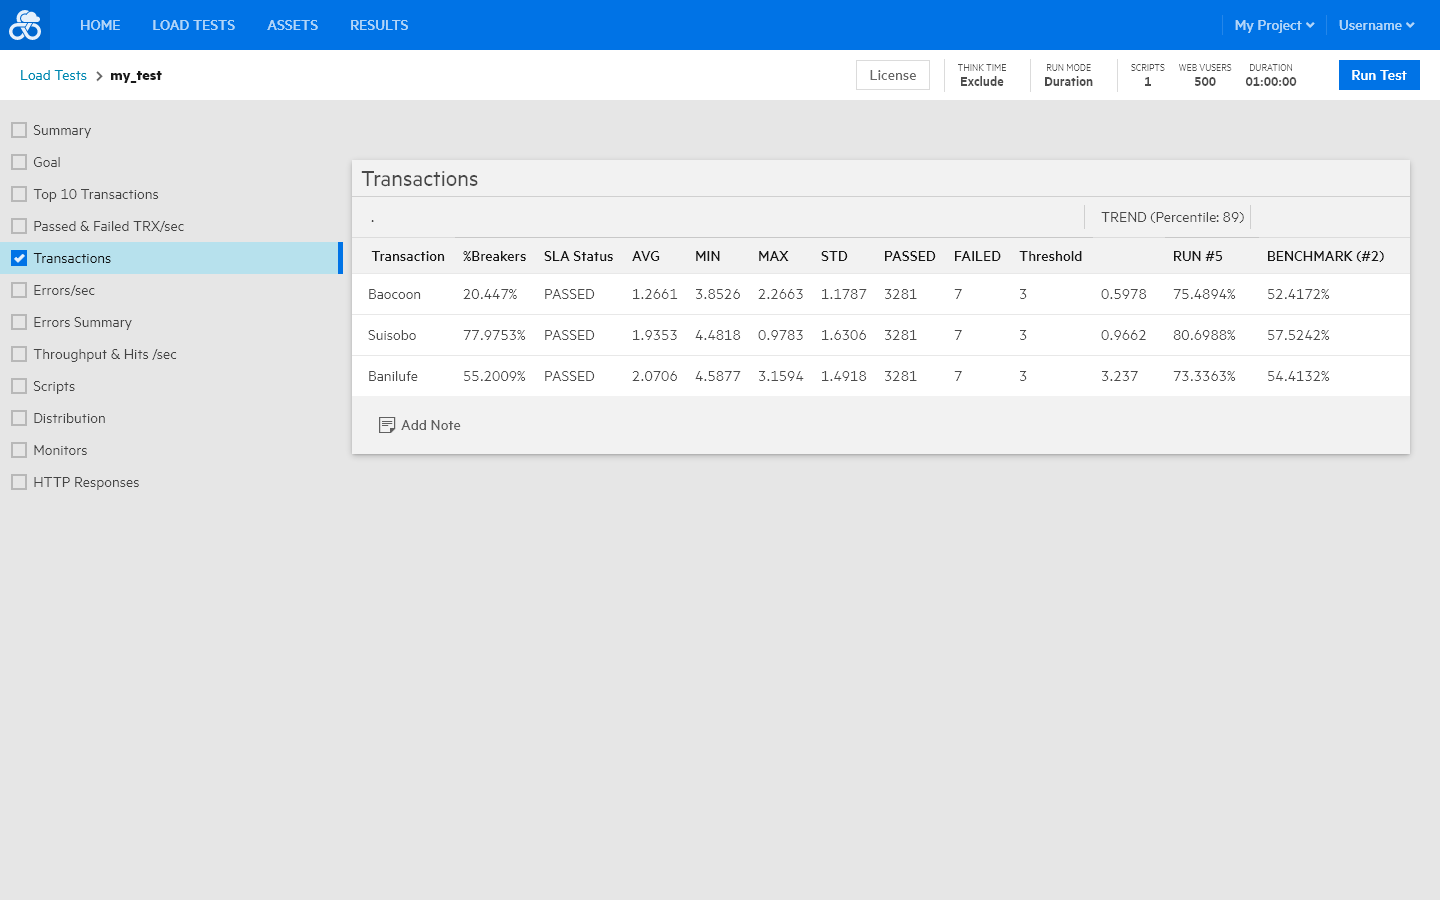 HOME LOAD TESTS ASSETS RESULTS My Project Username
Load Tests > my_test License THINK TIME Exclude RUN MODE Duration SCRIPTS 1 WEB VUSERS 500 DURATION 01:00:00 Run Test
Summary
Goal
Top 10 Transactions
Passed & Failed TRX/sec
Transactions
Errors/sec
Errors Summary
Throughput & Hits /sec
Scripts
Distribution
Monitors
HTTP Responses
Transactions
. TREND (Percentile: 89)
Transaction %Breakers SLA Status AVG MIN MAX STD PASSED FAILED Threshold RUN #5 BENCHMARK (#2)
Baocoon 20.447% PASSED 1.2661 3.8526 2.2663 1.1787 3281 7 3 0.5978 75.4894% 52.4172%
Suisobo 77.9753% PASSED 1.9353 4.4818 0.9783 1.6306 3281 7 3 0.9662 80.6988% 57.5242%
Banilufe 55.2009% PASSED 2.0706 4.5877 3.1594 1.4918 3281 7 3 3.237 73.3363% 54.4132%
Add Note